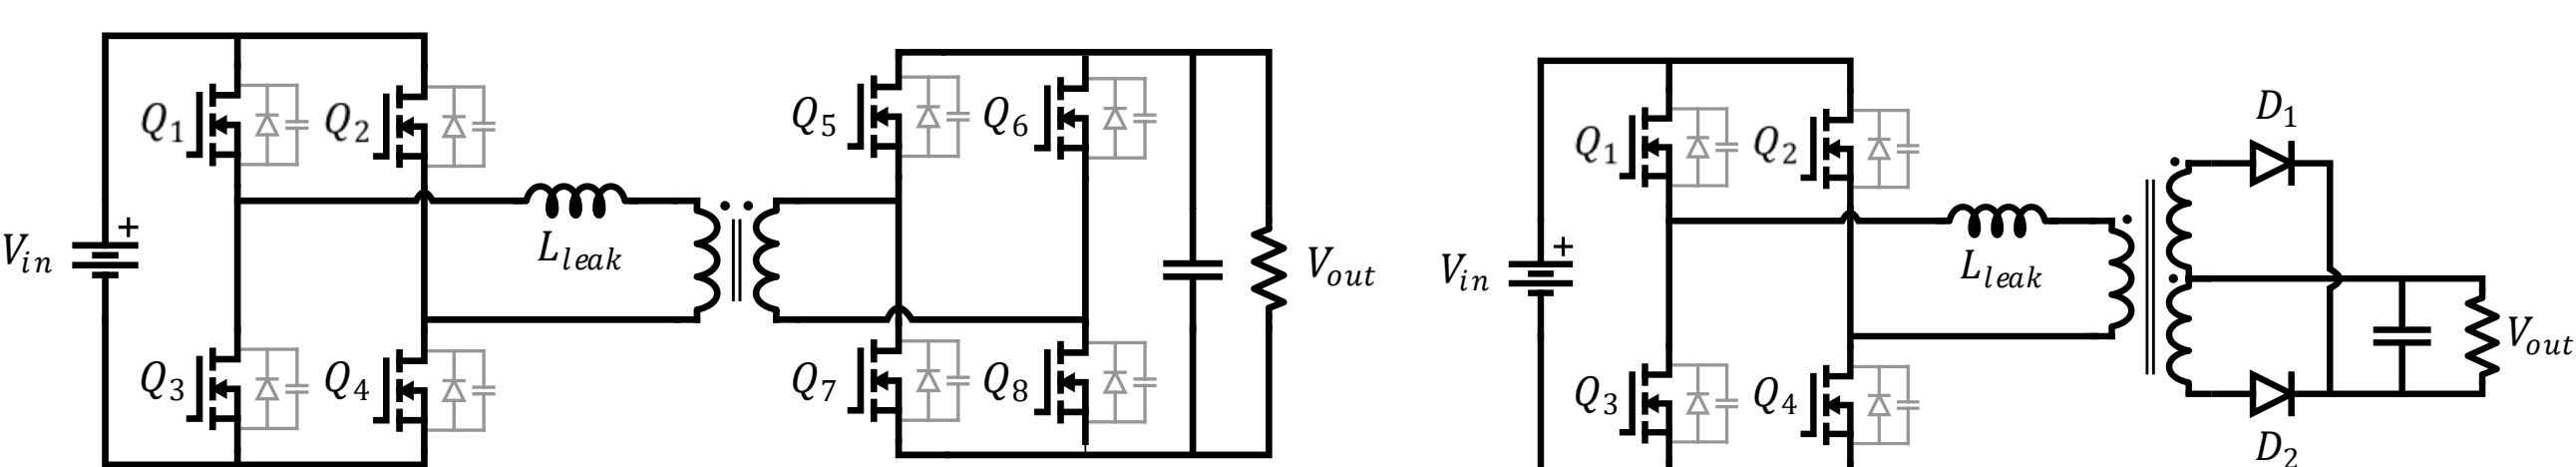 Q1 Q2 Q3 Q4 Vin + Lleak Q5 Q6 Q7 Q8 Vout
Q1 Q2 Q3 Q4 Vin + Lleak D1 D2 Vout